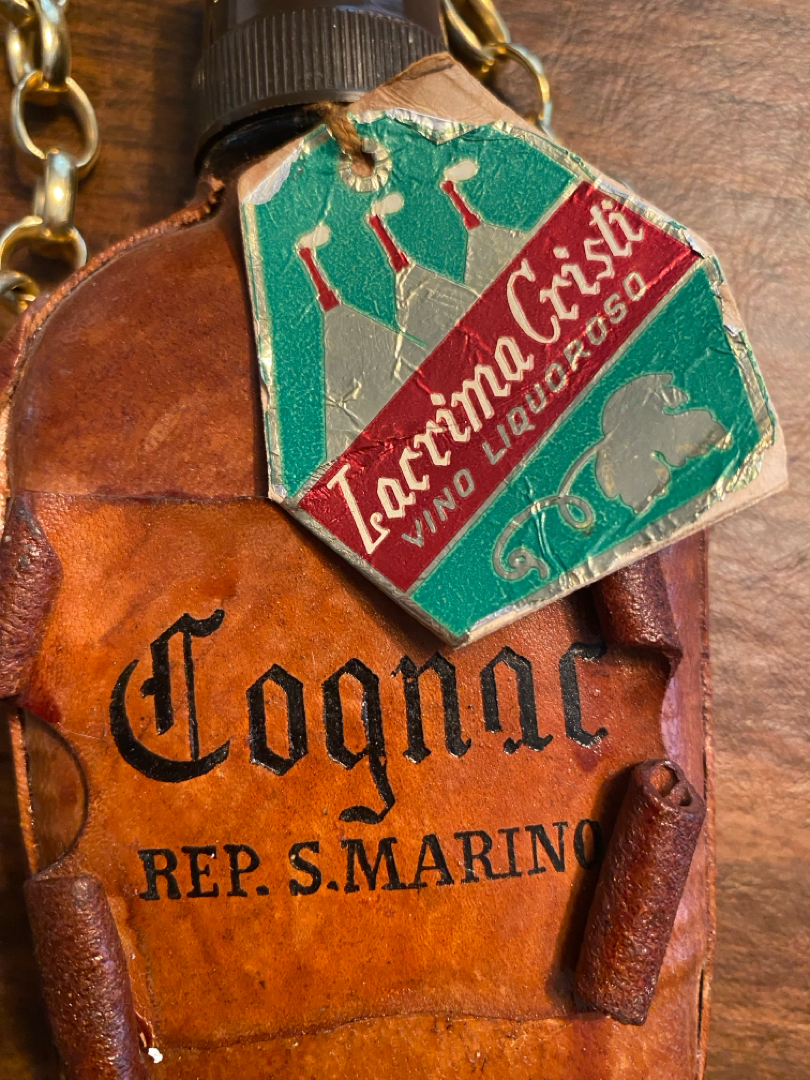 Lacrima Cristi
VINO LIQUOROSO
Cognac
REP. S. MARINO